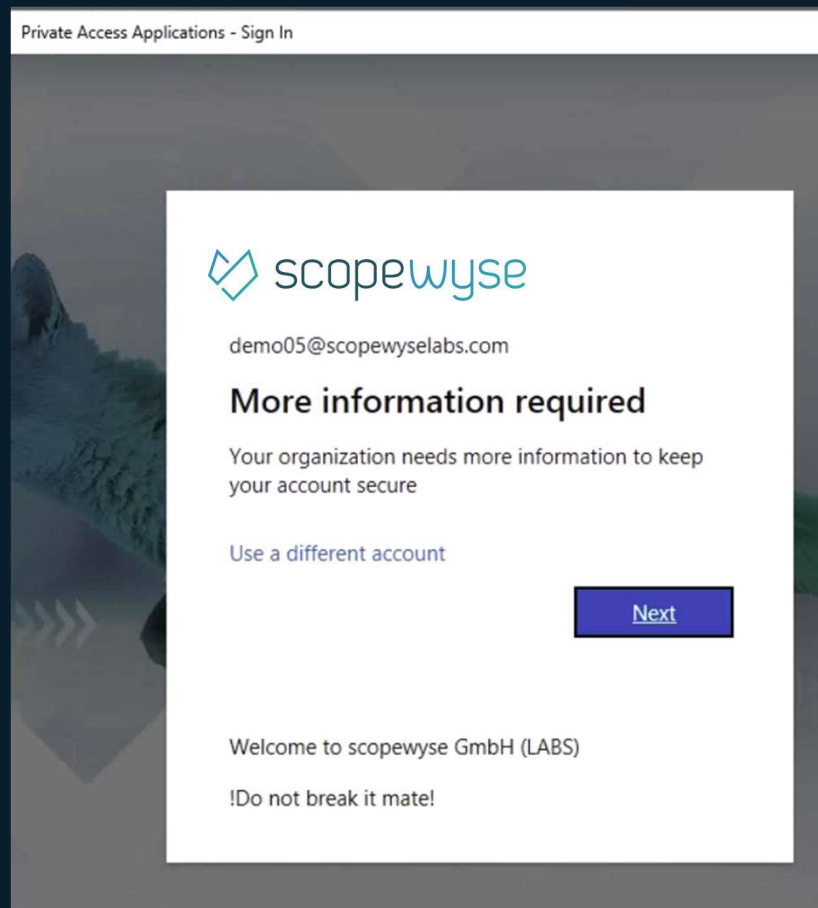 Private Access Applications - Sign In
scopewyse
demo05@scopewyselabs.com
More information required
Your organization needs more information to keep
your account secure
Use a different account
Next
Welcome to scopewyse GmbH (LABS)
!Do not break it mate!